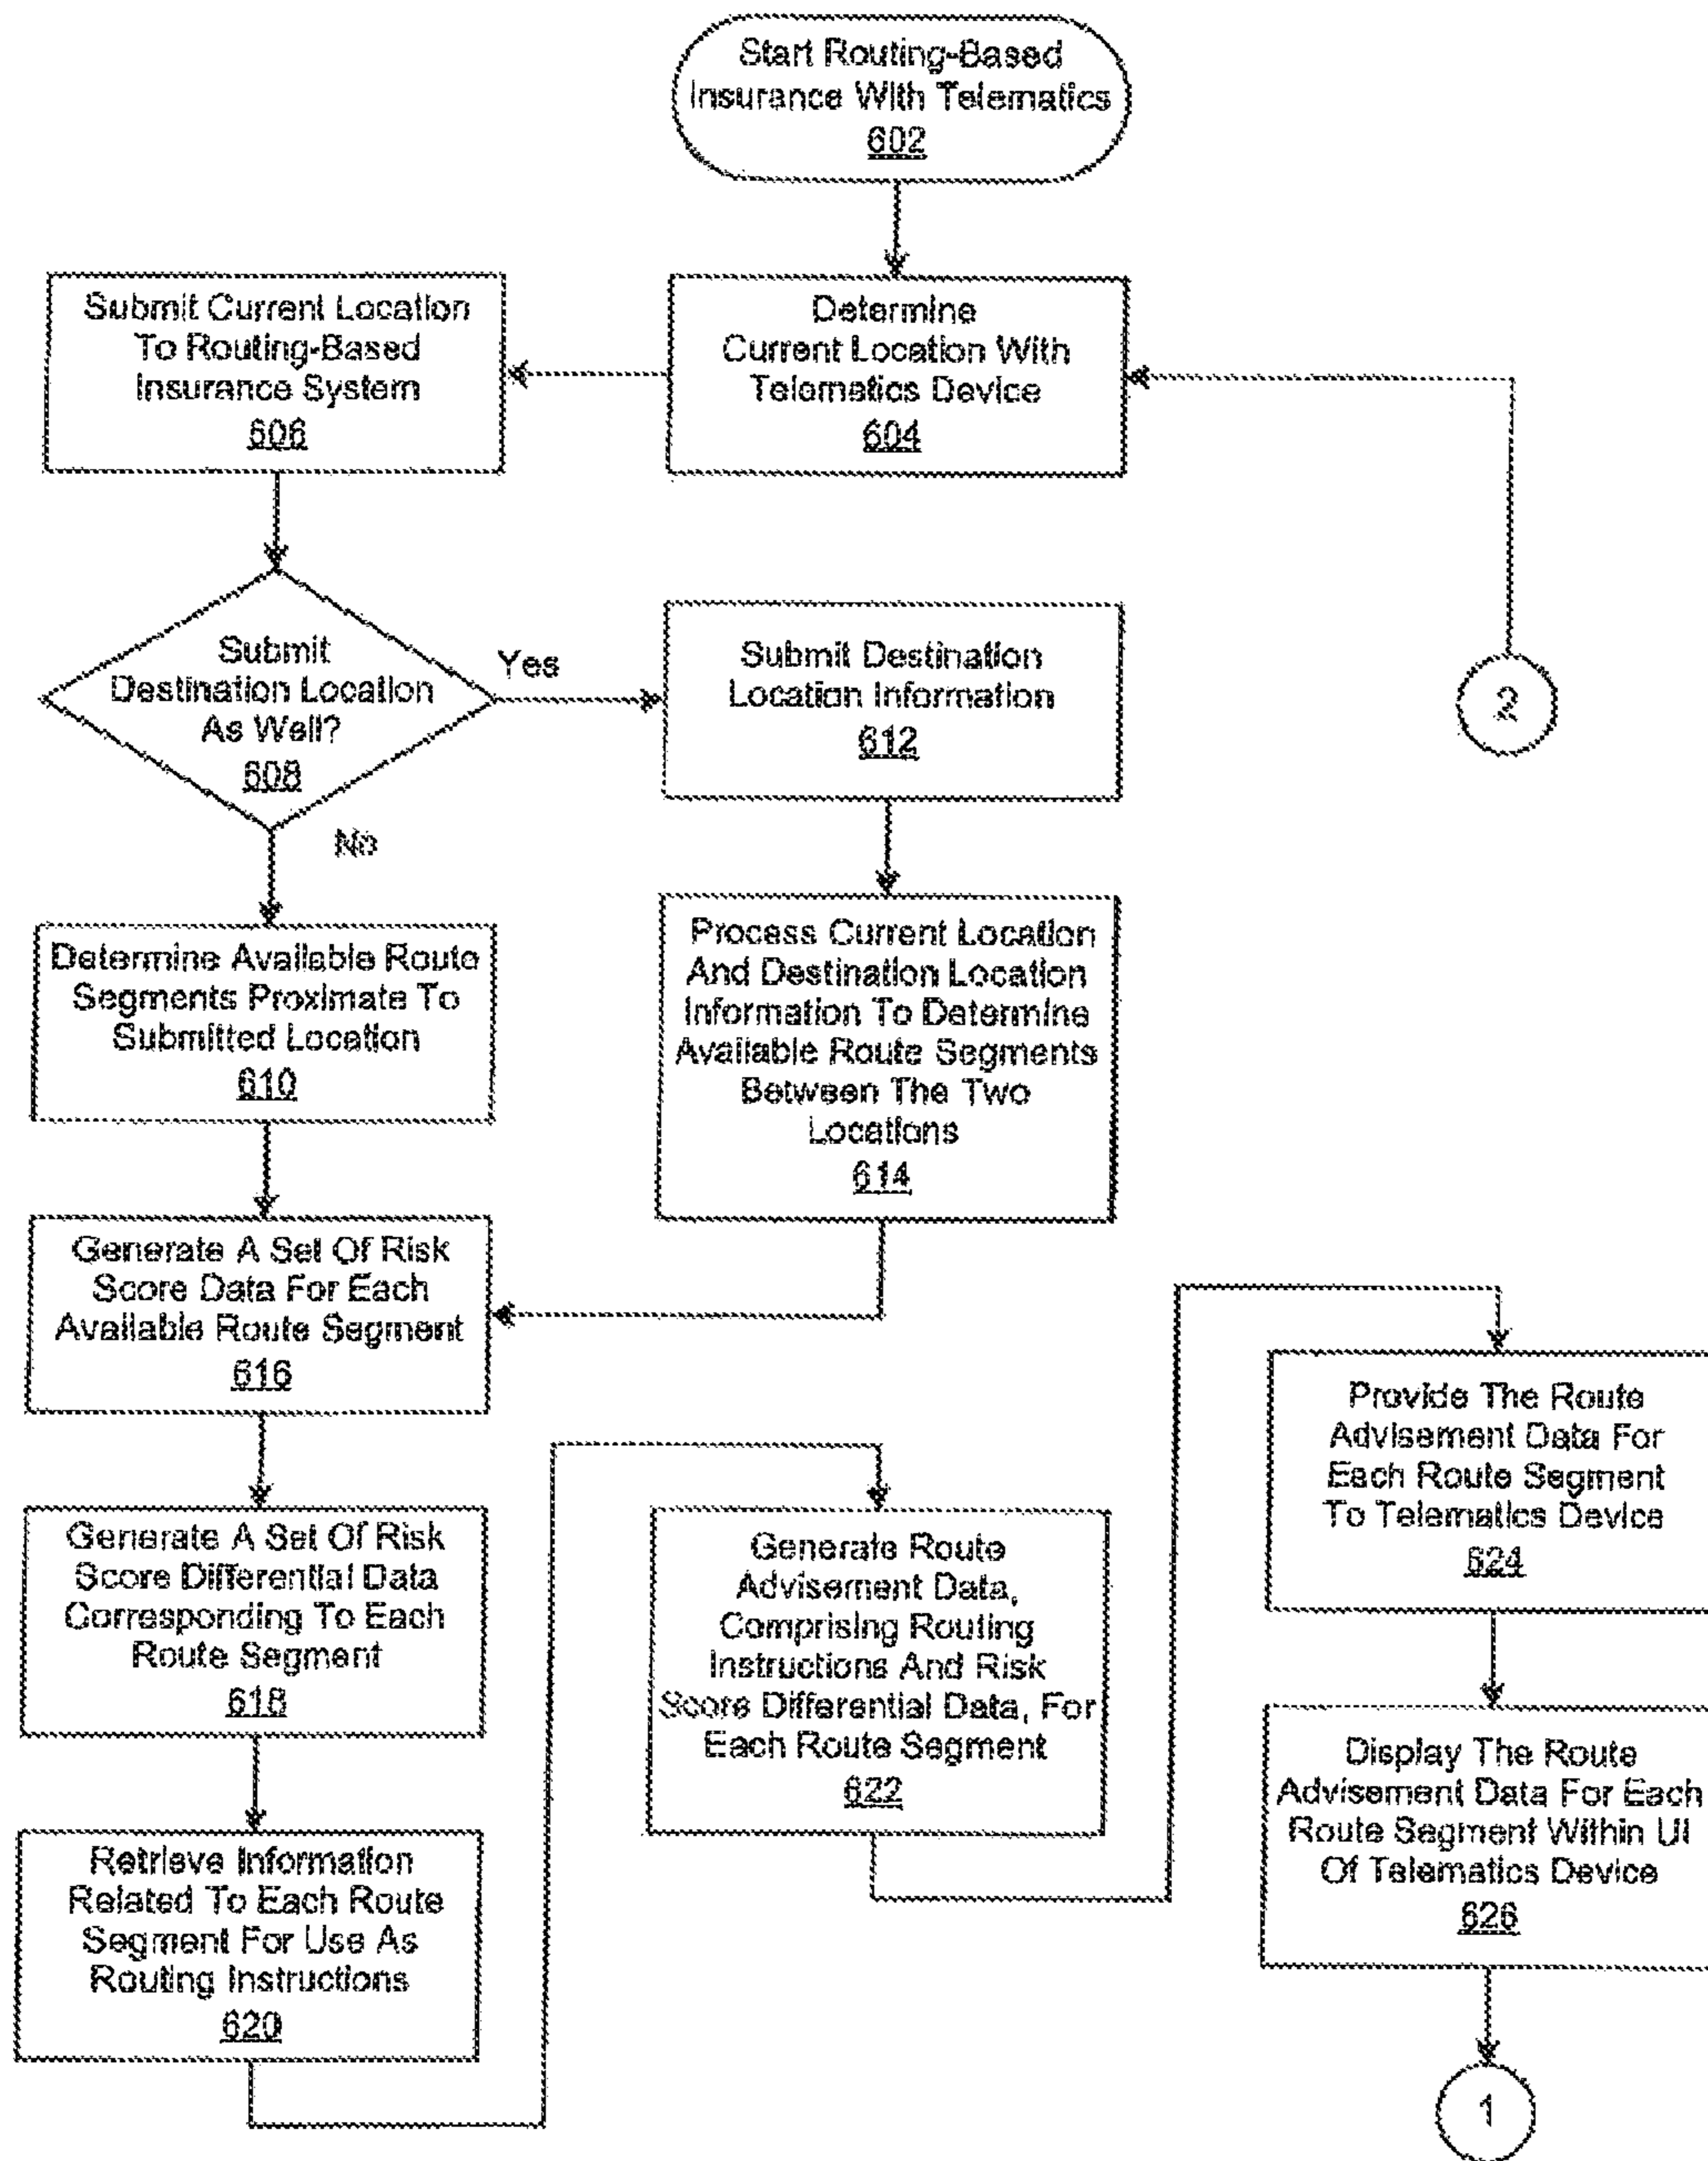 Start Routing-Based
Insurance With Telematics
602
Submit Current Location
To Routing-Based
Insurance System
606
Determine
Current Location With
Telematics Device
604
Submit
Destination Location
As Well?
608
Yes
No
Submit Destination
Location Information
612
2
Determine Available Route
Segments Proximate To
Submitted Location
610
Process Current Location
And Destination Location
Information To Determine
Available Route Segments
Between The Two
Locations
614
Generate A Set Of Risk
Score Data For Each
Available Route Segment
616
Generate A Set Of Risk
Score Differential Data
Corresponding To Each
Route Segment
618
Retrieve Information
Related To Each Route
Segment For Use As
Routing Instructions
620
Generate Route
Advisement Data,
Comprising Routing
Instructions And Risk
Score Differential Data, For
Each Route Segment
622
Provide The Route
Advisement Data For
Each Route Segment
To Telematics Device
624
Display The Route
Advisement Data For Each
Route Segment Within UI
Of Telematics Device
626
1